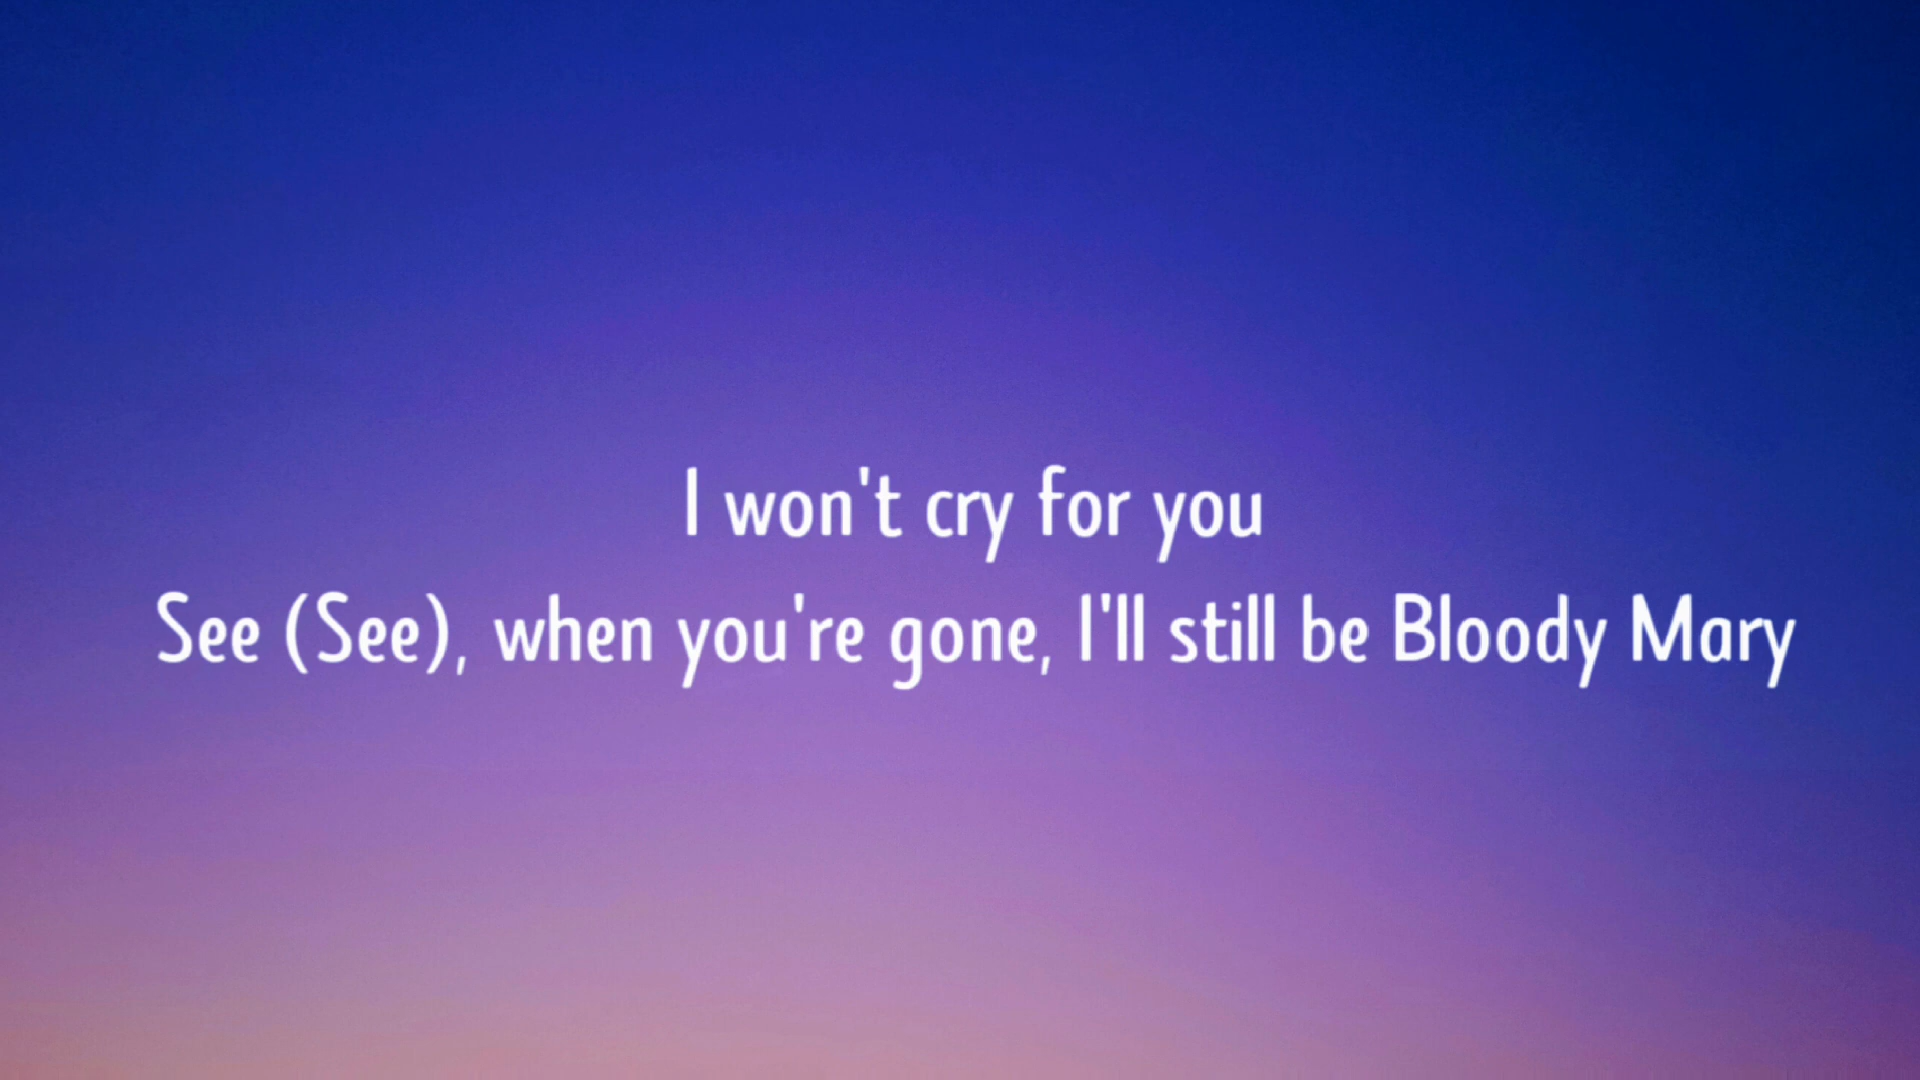 I won't cry for you
See (See), when you're gone, I'll still be Bloody Mary